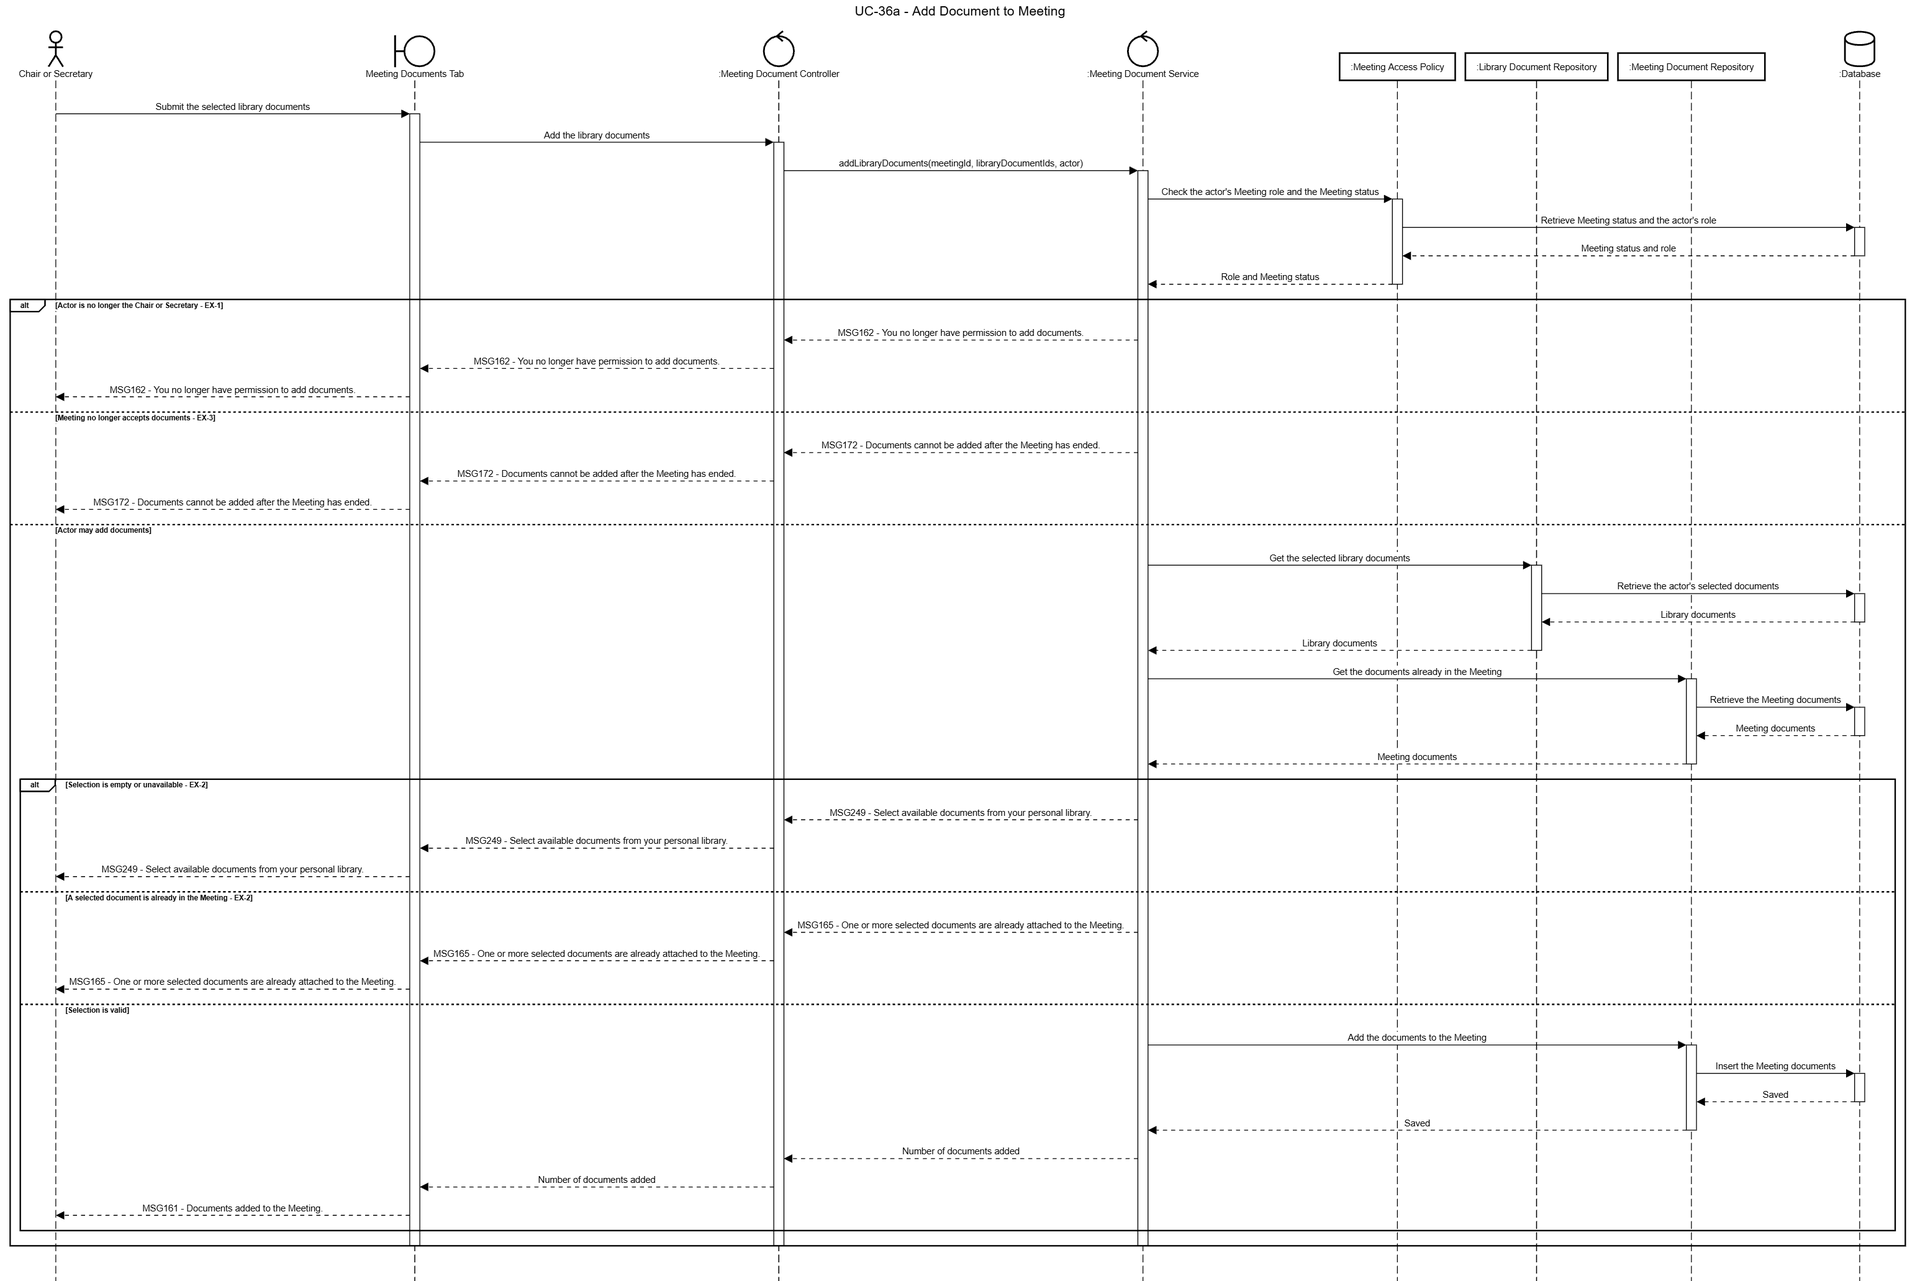 UC-36a - Add Document to Meeting
Chair or Secretary
Meeting Documents Tab
:Meeting Document Controller
:Meeting Document Service
:Meeting Access Policy
:Library Document Repository
:Meeting Document Repository
:Database
Submit the selected library documents
Add the library documents
addLibraryDocuments(meetingId, libraryDocumentIds, actor)
Check the actor's Meeting role and the Meeting status
Retrieve Meeting status and the actor's role
Meeting status and role
Role and Meeting status
alt
[Actor is no longer the Chair or Secretary - EX-1]
MSG162 - You no longer have permission to add documents.
MSG162 - You no longer have permission to add documents.
MSG162 - You no longer have permission to add documents.
[Meeting no longer accepts documents - EX-3]
MSG172 - Documents cannot be added after the Meeting has ended.
MSG172 - Documents cannot be added after the Meeting has ended.
MSG172 - Documents cannot be added after the Meeting has ended.
[Actor may add documents]
Get the selected library documents
Retrieve the actor's selected documents
Library documents
Library documents
Get the documents already in the Meeting
Retrieve the Meeting documents
Meeting documents
Meeting documents
alt
[Selection is empty or unavailable - EX-2]
MSG249 - Select available documents from your personal library.
MSG249 - Select available documents from your personal library.
MSG249 - Select available documents from your personal library.
[A selected document is already in the Meeting - EX-2]
MSG165 - One or more selected documents are already attached to the Meeting.
MSG165 - One or more selected documents are already attached to the Meeting.
MSG165 - One or more selected documents are already attached to the Meeting.
[Selection is valid]
Add the documents to the Meeting
Insert the Meeting documents
Saved
Saved
Number of documents added
Number of documents added
MSG161 - Documents added to the Meeting.